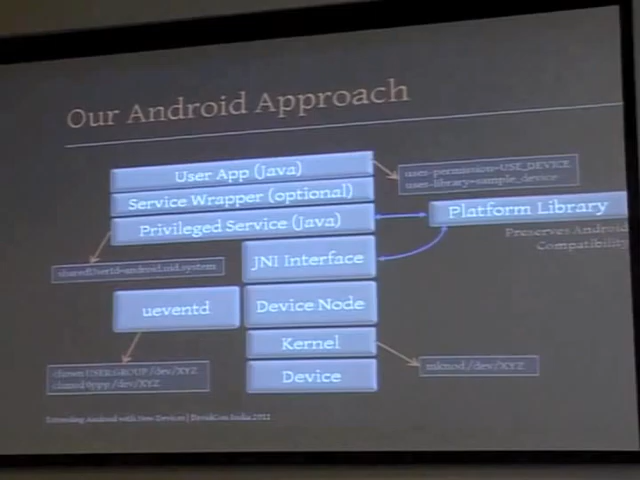 Our Android Approach
User App (Java)
user-permission=USE_DEVICE
user-library=sample_device
Service Wrapper (optional)
Platform Library
Privileged Service (Java)
Preserves Android
Compatibility
JNI Interface
sharedUserId=android.uid.system
ueventd
Device Node
Kernel
mknod /dev/XYZ
chown USER:GROUP /dev/XYZ
chmod 0ppp /dev/XYZ
Device
Extending Android with New Devices | DroidCon India 2011